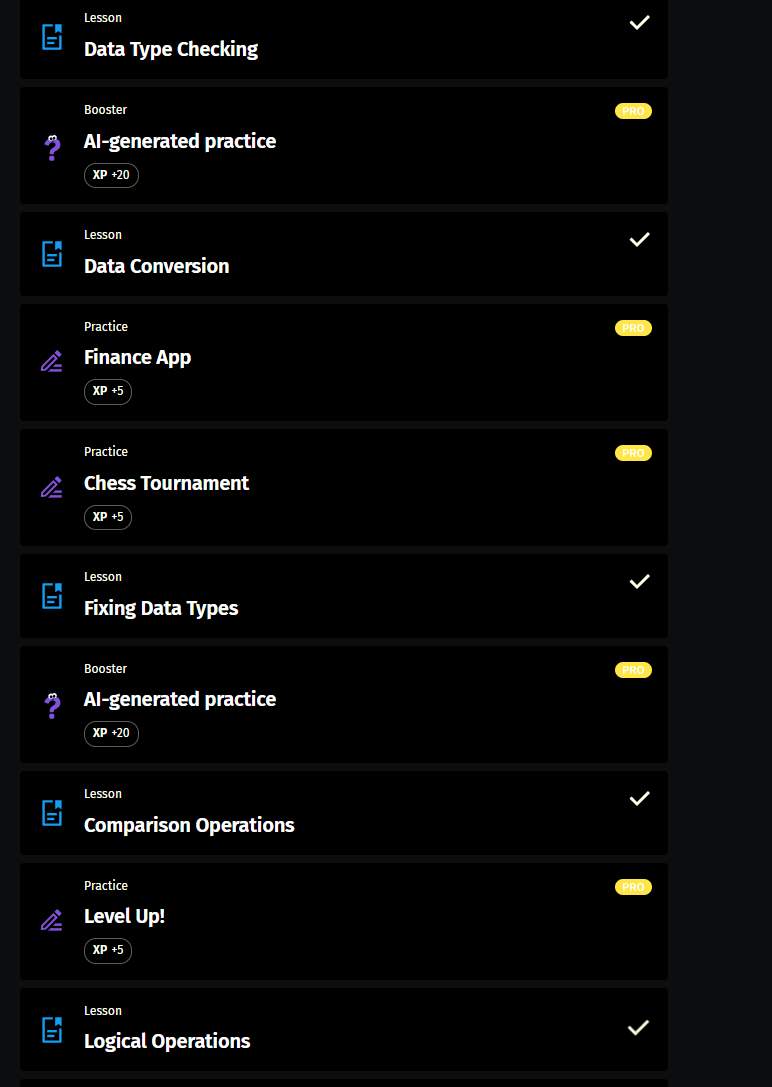 Lesson
Data Type Checking
Booster
PRO
AI-generated practice
XP +20
Lesson
Data Conversion
Practice
PRO
Finance App
XP +5
Practice
PRO
Chess Tournament
XP +5
Lesson
Fixing Data Types
Booster
PRO
AI-generated practice
XP +20
Lesson
Comparison Operations
Practice
PRO
Level Up!
XP +5
Lesson
Logical Operations